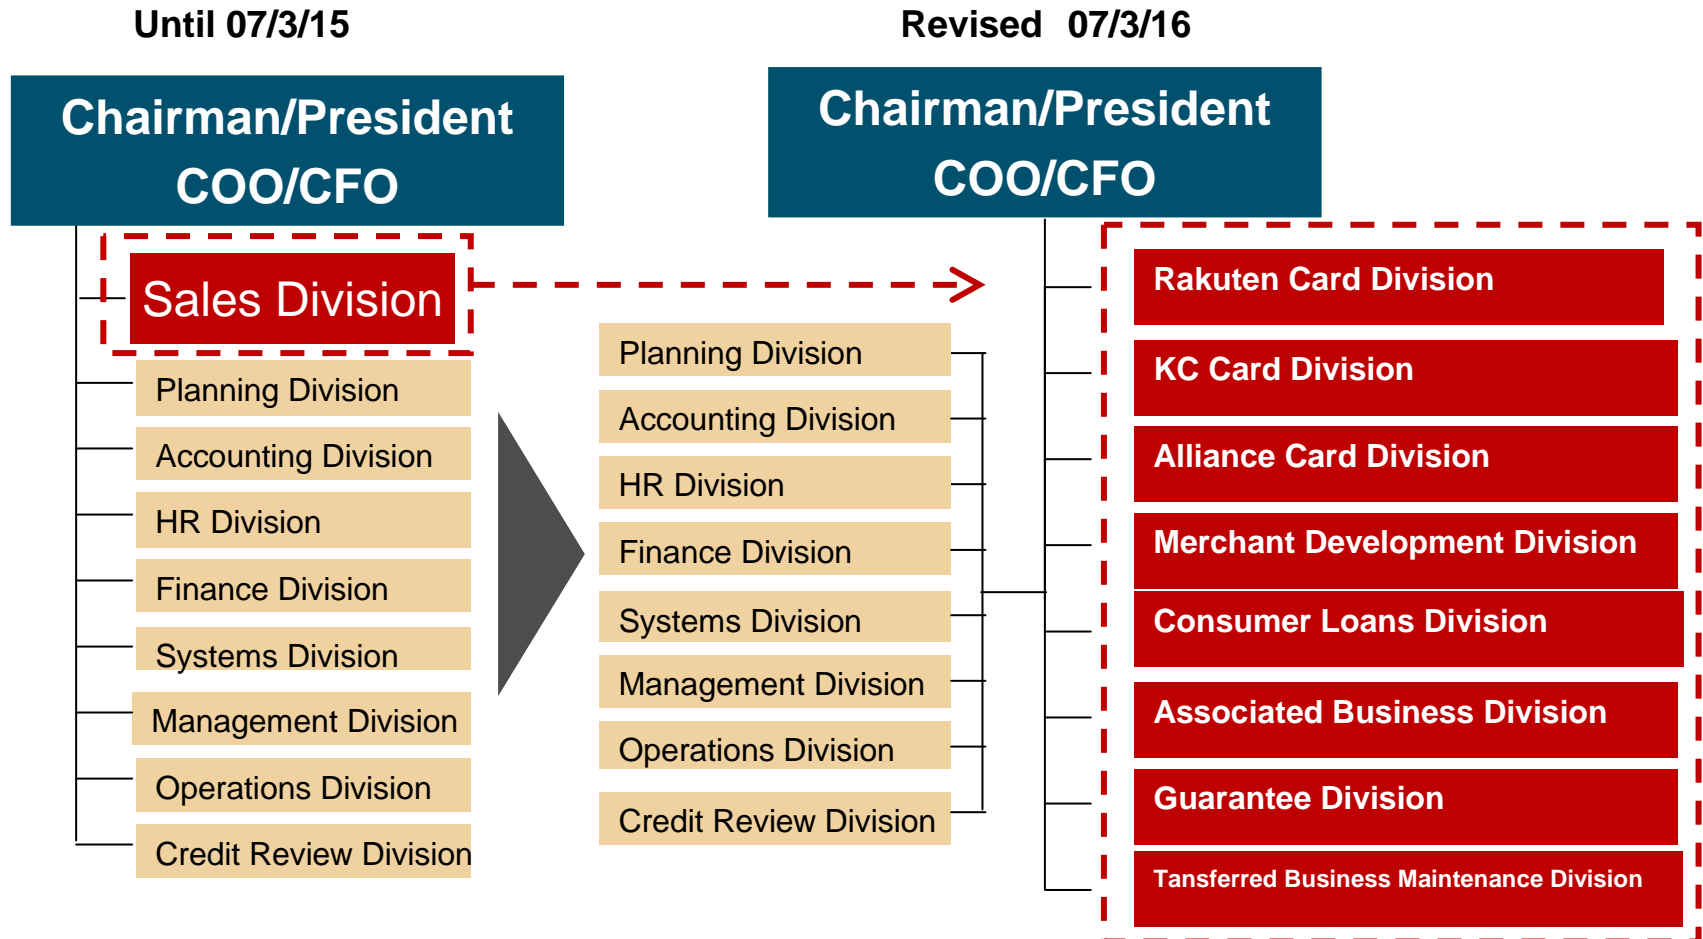 Until 07/3/15
Chairman/President
COO/CFO
Sales Division
Planning Division
Accounting Division
HR Division
Finance Division
Systems Division
Management Division
Operations Division
Credit Review Division
Revised 07/3/16
Chairman/President
COO/CFO
Planning Division
Accounting Division
HR Division
Finance Division
Systems Division
Management Division
Operations Division
Credit Review Division
Rakuten Card Division
KC Card Division
Alliance Card Division
Merchant Development Division
Consumer Loans Division
Associated Business Division
Guarantee Division
Tansferred Business Maintenance Division